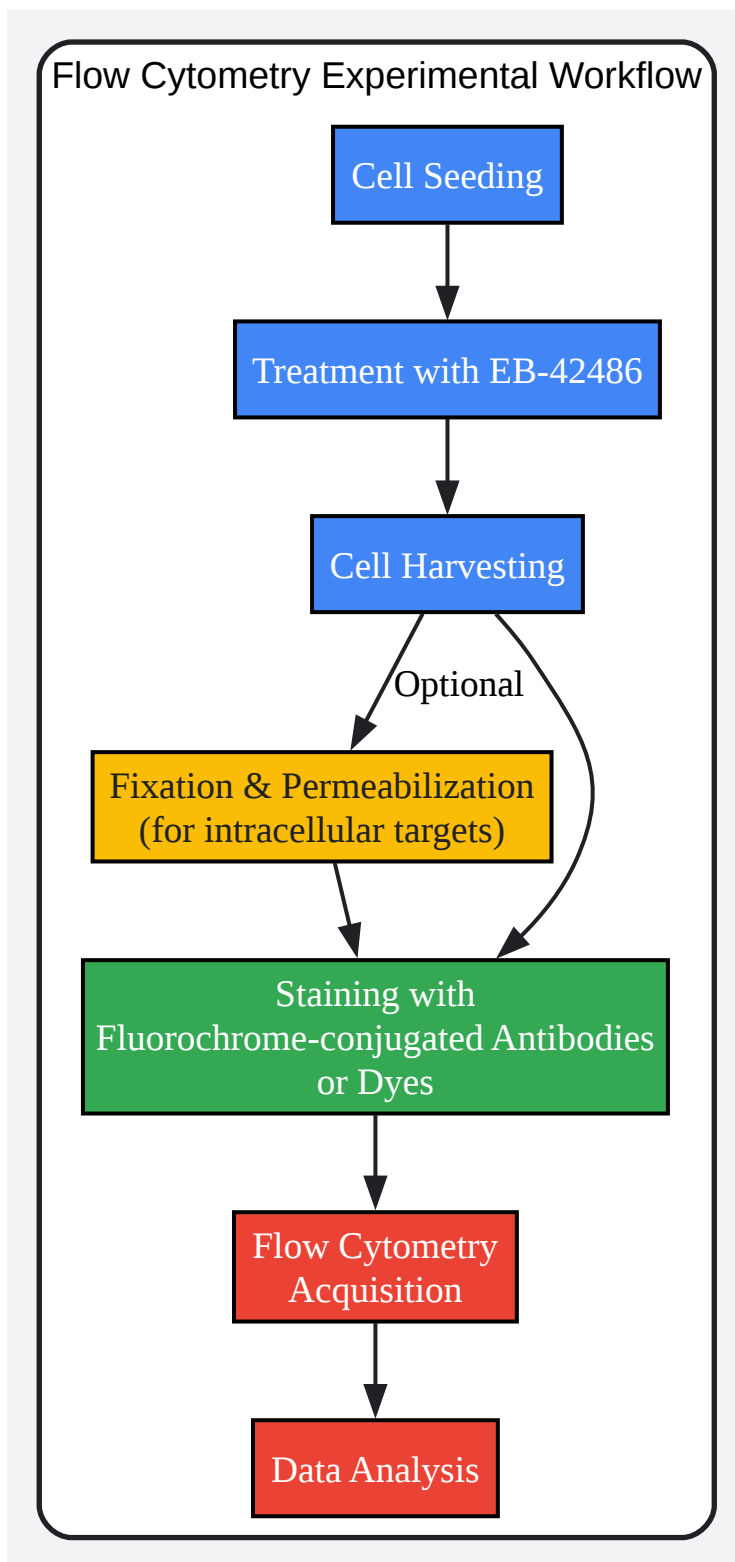 Flow Cytometry Experimental Workflow
Cell Seeding
Treatment with EB-42486
Cell Harvesting
Optional
Fixation & Permeabilization
(for intracellular targets)
Staining with
Fluorochrome-conjugated Antibodies
or Dyes
Flow Cytometry
Acquisition
Data Analysis